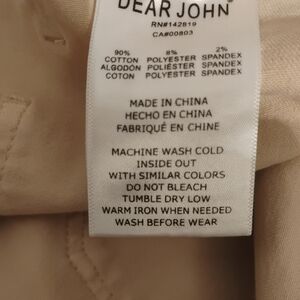 DEAR JOHN
RN#142819
CA#00803
90% 8% 2%
COTTON POLYESTER SPANDEX
ALGODÓN POLIÉSTER SPANDEX
COTON POLYESTER SPANDEX
MADE IN CHINA
HECHO EN CHINA
FABRIQUÉ EN CHINE
MACHINE WASH COLD
INSIDE OUT
WITH SIMILAR COLORS
DO NOT BLEACH
TUMBLE DRY LOW
WARM IRON WHEN NEEDED
WASH BEFORE WEAR